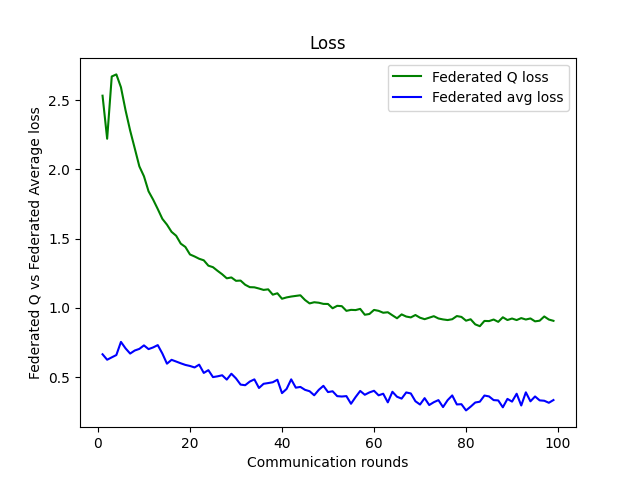 Loss
Federated Q loss
Federated avg loss
Federated Q vs Federated Average loss
2.5
2.0
1.5
1.0
0.5
0 20 40 60 80 100
Communication rounds